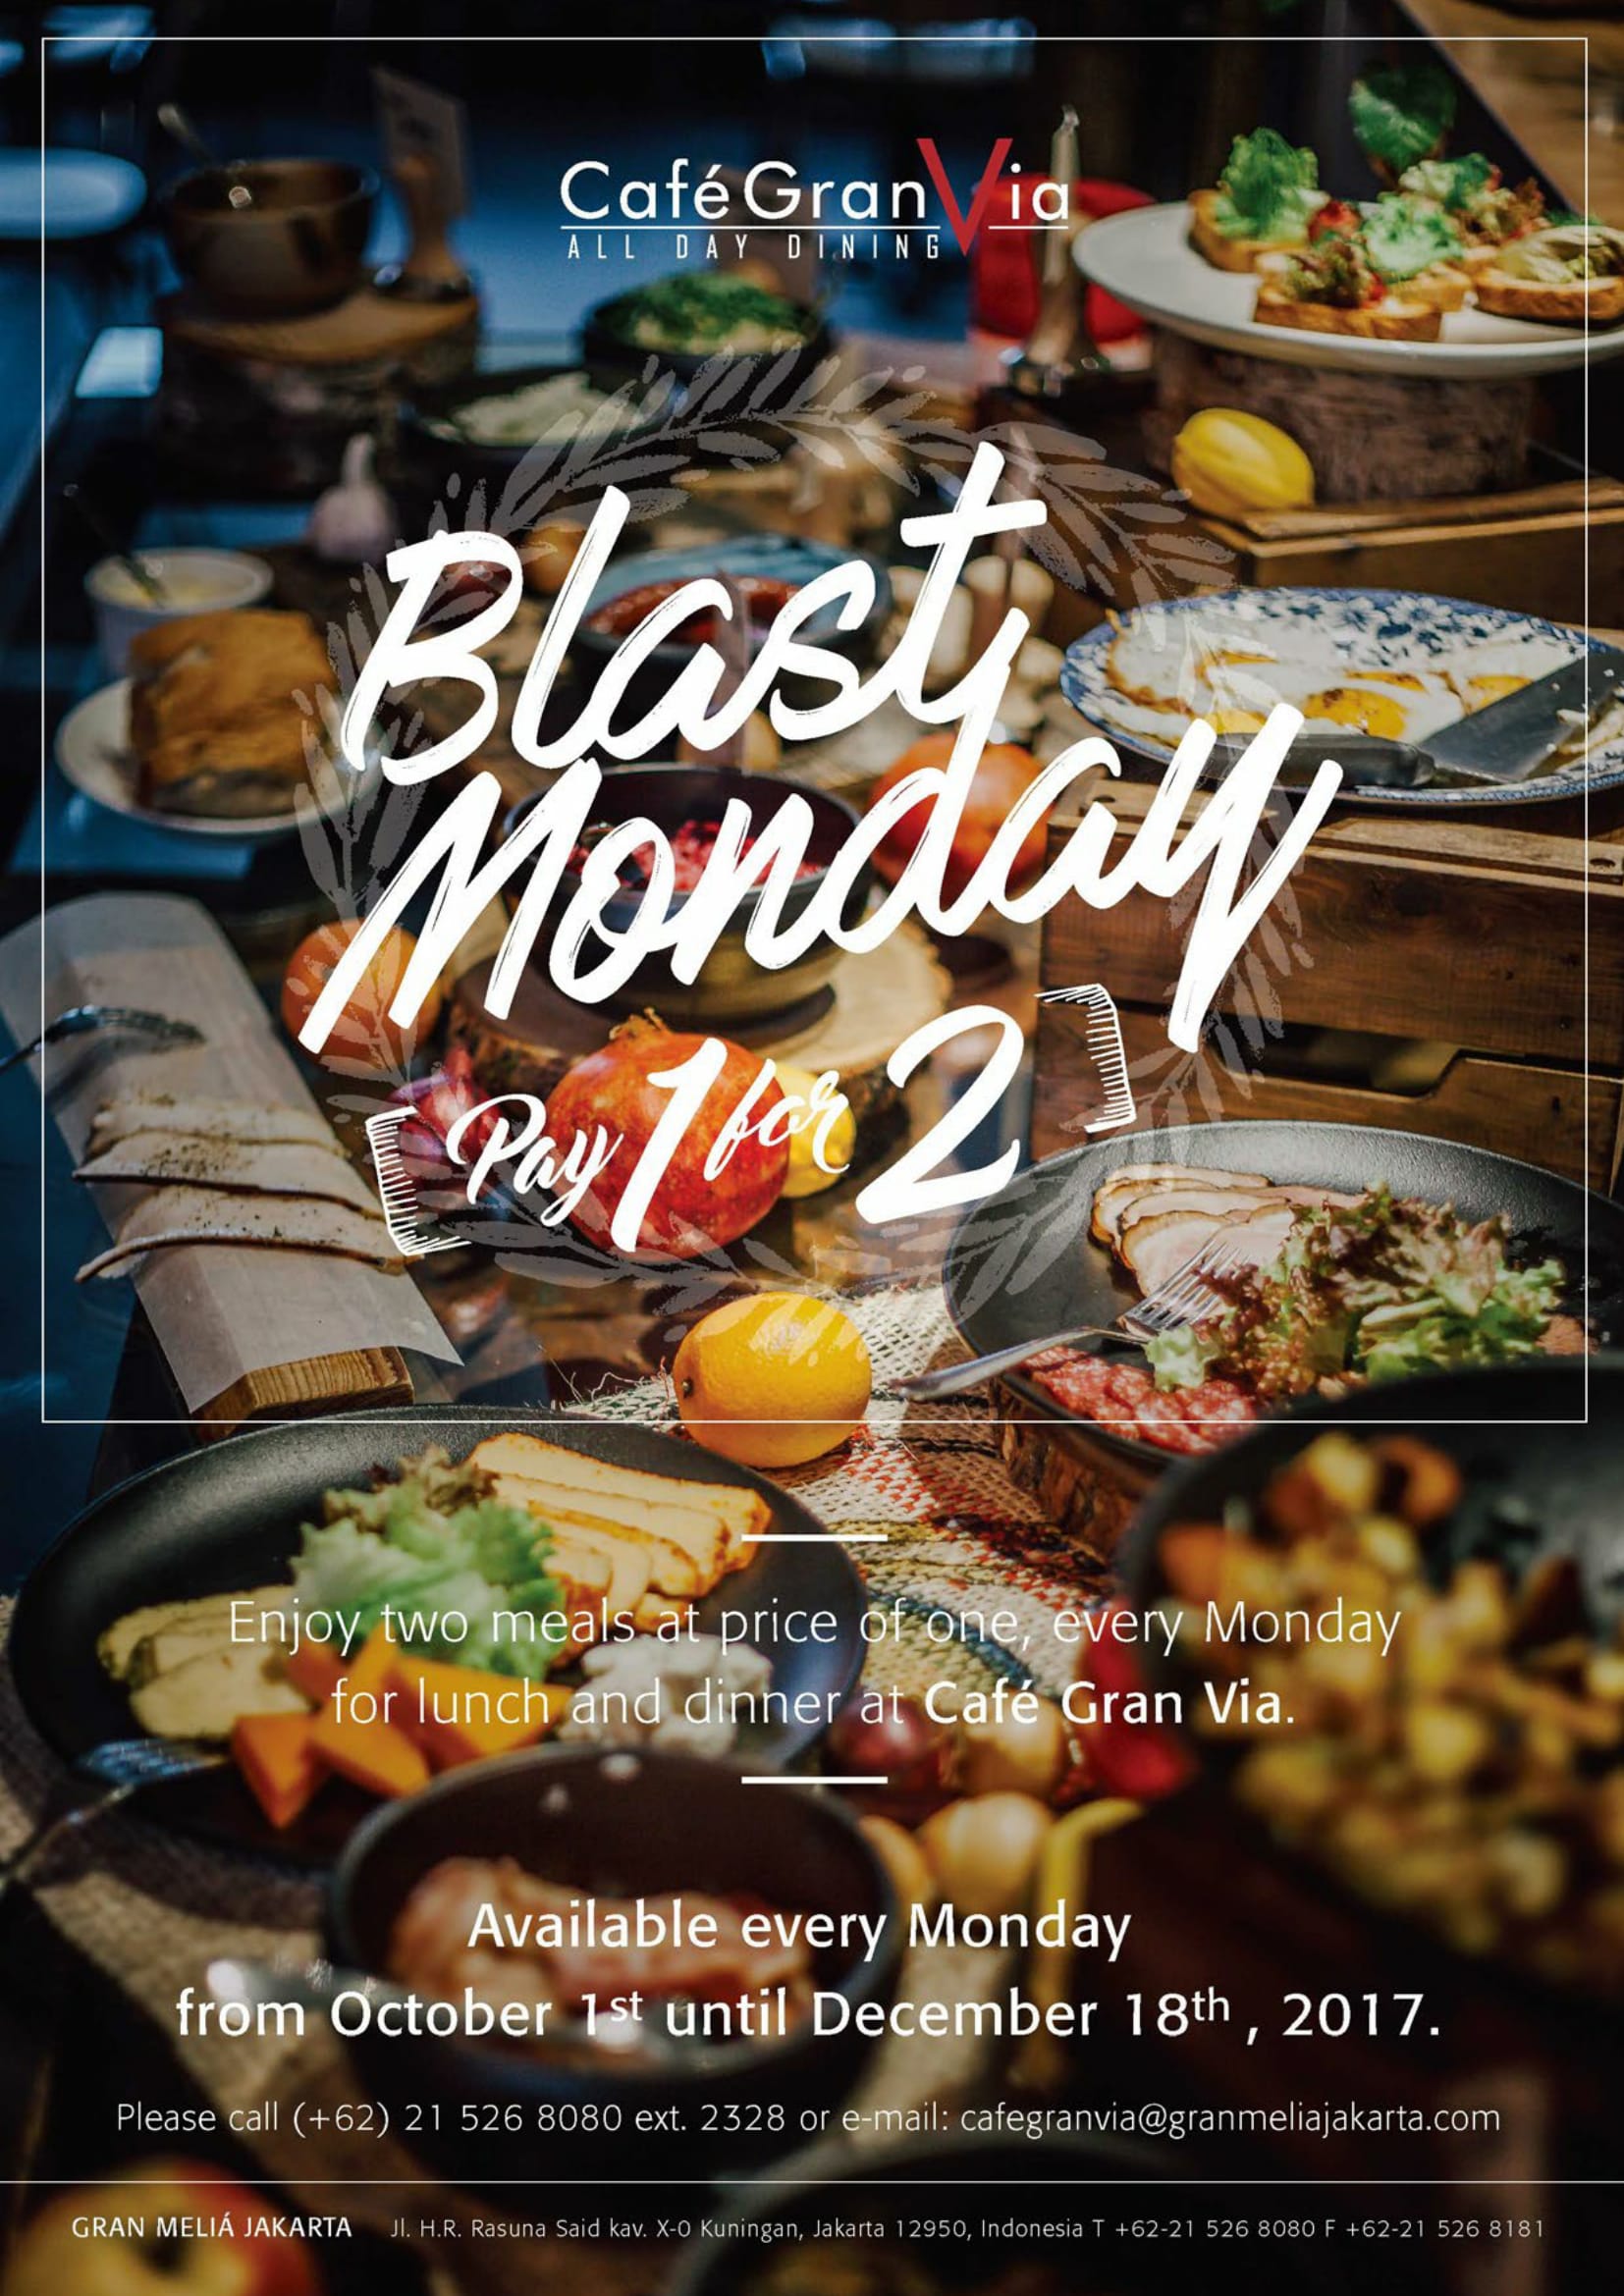 Café Gran Via
ALL DAY DINING
Blast
Monday
[Pay 1 for 2]
Enjoy two meals at price of one, every Monday
for lunch and dinner at Café Gran Via.
Available every Monday
from October 1st until December 18th , 2017.
Please call (+62) 21 526 8080 ext. 2328 or e-mail: cafegranvia@granmeliajakarta.com
GRAN MELIÁ JAKARTA Jl. H.R. Rasuna Said kav. X-0 Kuningan, Jakarta 12950, Indonesia T +62-21 526 8080 F +62-21 526 8181